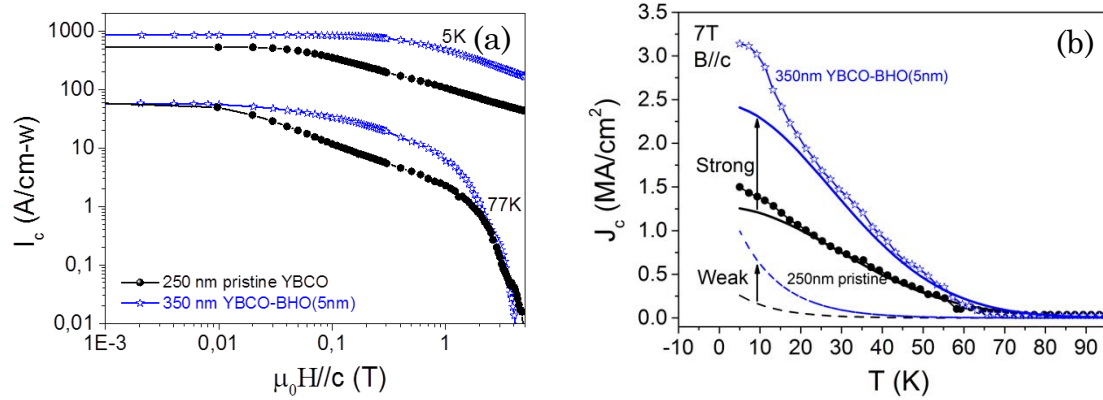 1000
100
10
1
0,1
0,01
I_c (A/cm-w)
5K
(a)
77K
250 nm pristine YBCO
350 nm YBCO-BHO(5nm)
1E-3 0,01 0,1 1
μ₀H//c (T)
3.5
3.0
2.5
2.0
1.5
1.0
0.5
0.0
J_c (MA/cm²)
7T
B//c
(b)
350nm YBCO-BHO(5nm)
Strong
Weak
250nm pristine
-10 0 10 20 30 40 50 60 70 80 90
T (K)